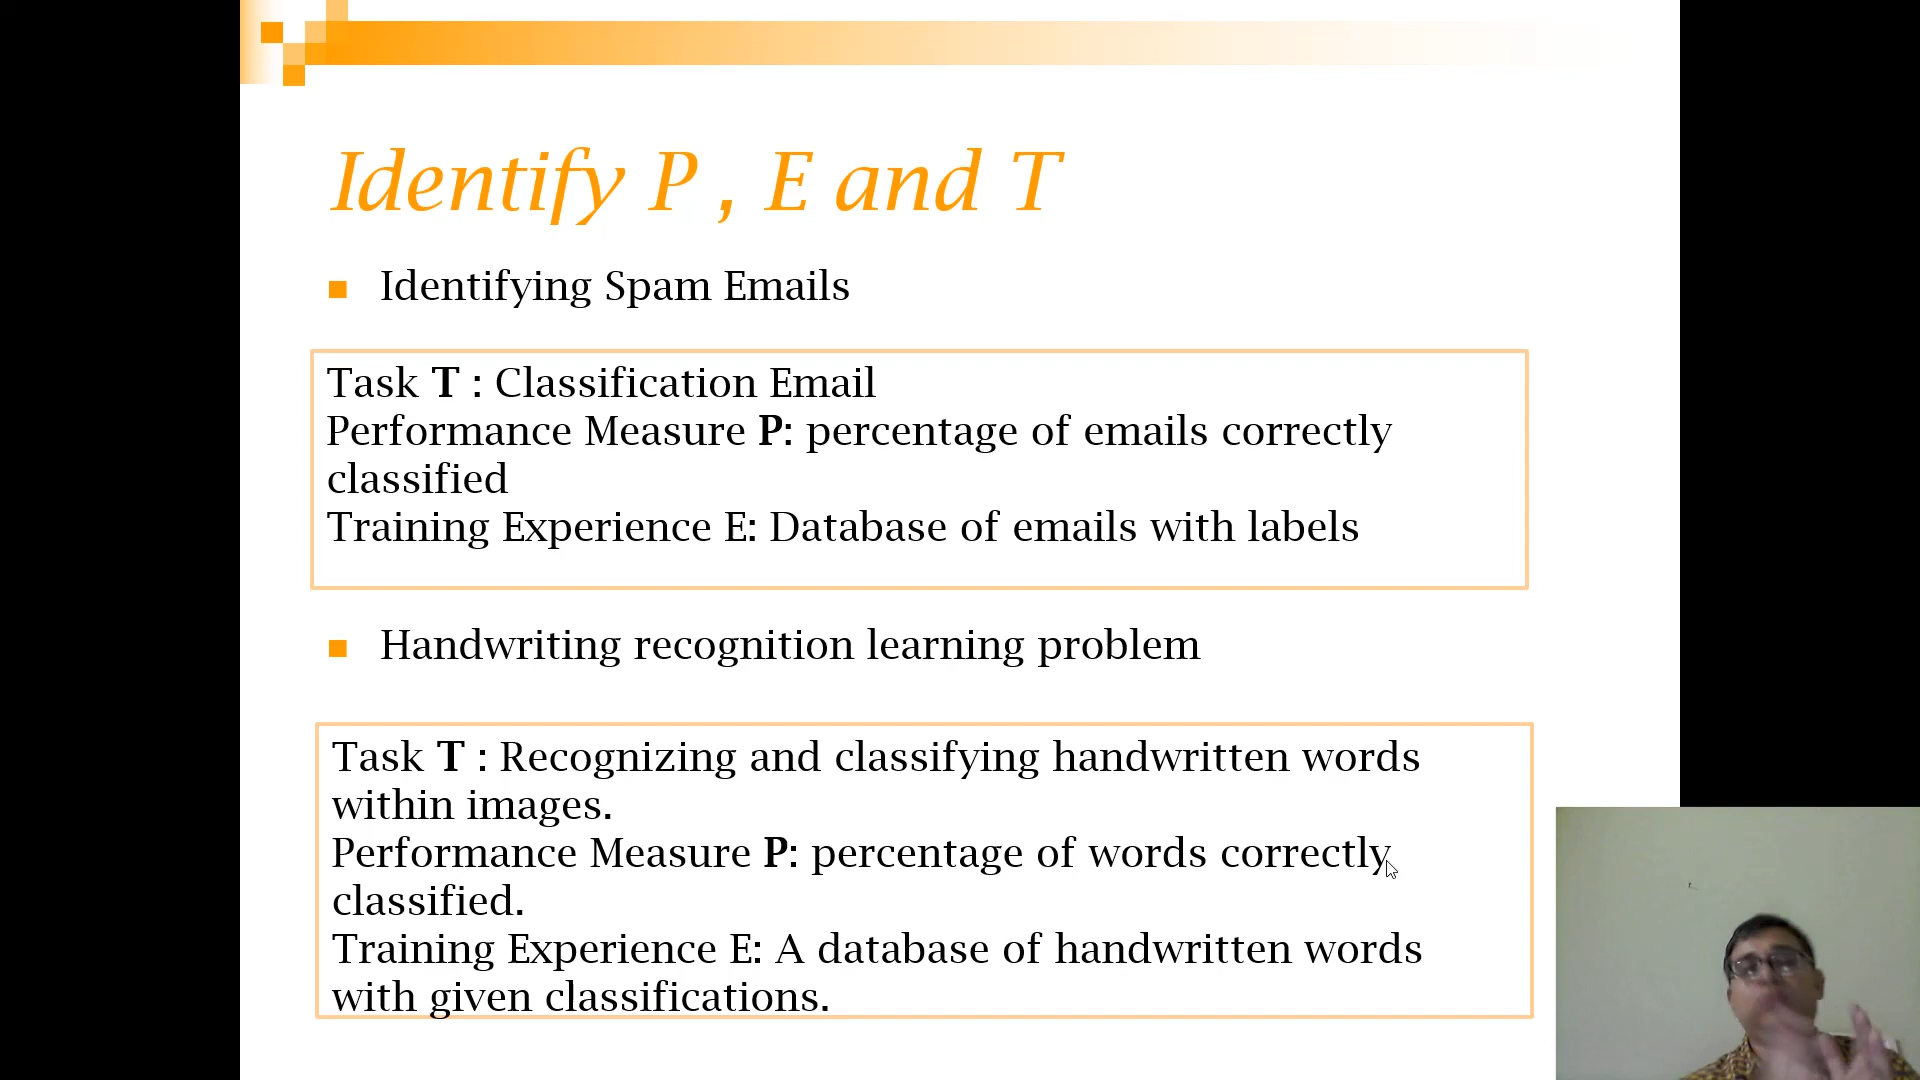 Identify P , E and T
Identifying Spam Emails
Task T : Classification Email
Performance Measure P: percentage of emails correctly
classified
Training Experience E: Database of emails with labels
Handwriting recognition learning problem
Task T : Recognizing and classifying handwritten words
within images.
Performance Measure P: percentage of words correctly
classified.
Training Experience E: A database of handwritten words
with given classifications.